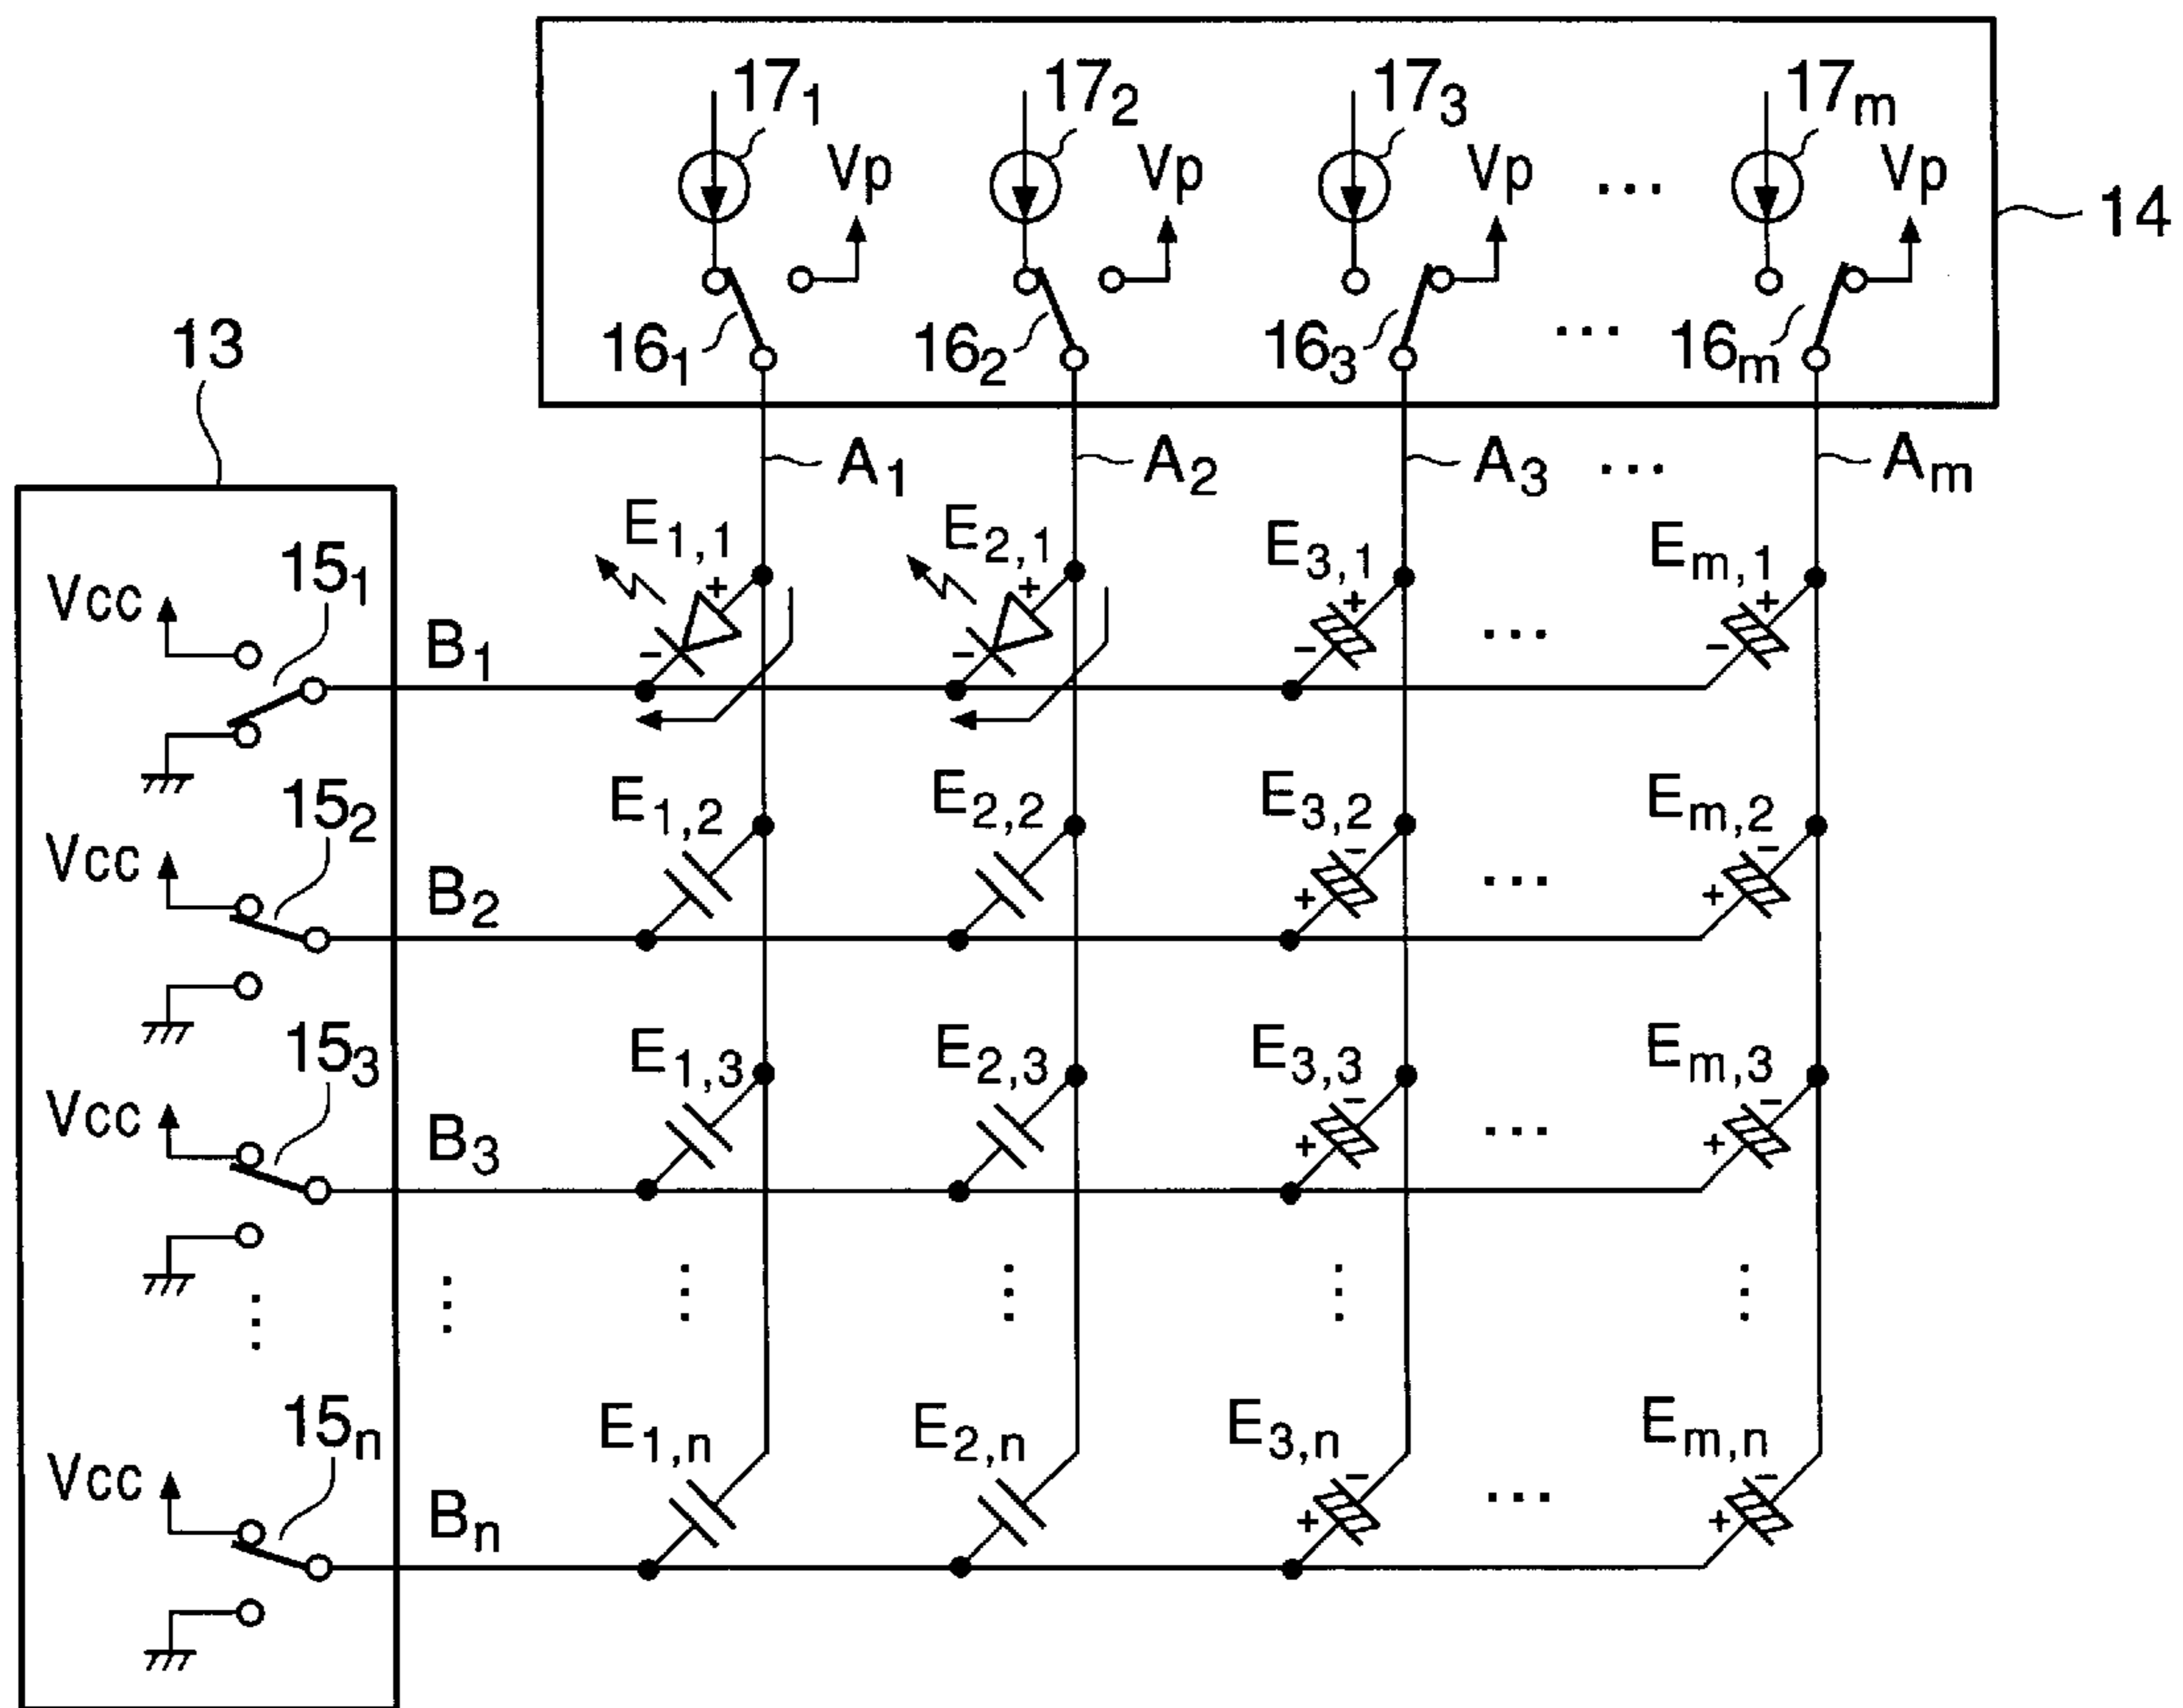 17₁ 17₂ 17₃ 17ₘ
Vp Vp Vp ... Vp
14
13
16₁ 16₂ 16₃ ... 16ₘ
A₁ A₂ A₃ ... Aₘ
E₁,₁ E₂,₁ E₃,₁ Eₘ,₁
15₁
Vcc
+ + + +
B₁
- - - ... -
15₂
E₁,₂ E₂,₂ E₃,₂ Eₘ,₂
Vcc
- -
B₂
+ ... +
15₃
E₁,₃ E₂,₃ E₃,₃ Eₘ,₃
Vcc
- -
B₃
+ ... +
15ₙ
E₁,ₙ E₂,ₙ E₃,ₙ Eₘ,ₙ
Vcc
- -
Bₙ
+ ... +